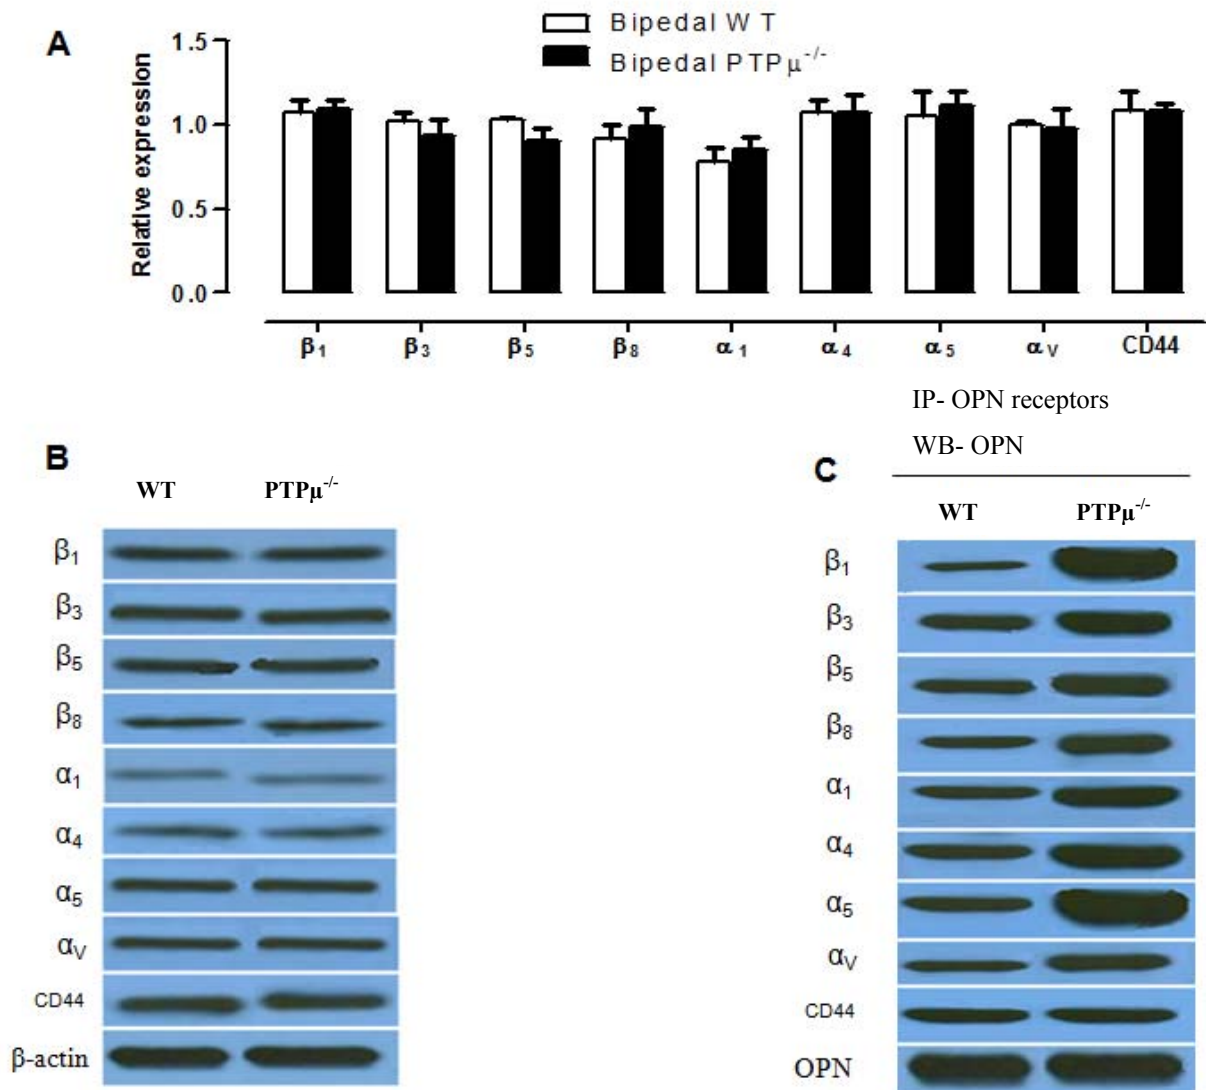 A
Bipedal WT
Bipedal PTPμ-/-
Relative expression
1.5
1.0
0.5
0.0
β1 β3 β5 β8 α1 α4 α5 αV CD44
B
WT PTPμ-/-
β1
β3
β5
β8
α1
α4
α5
αV
CD44
β-actin
IP- OPN receptors
WB- OPN
C
WT PTPμ-/-
β1
β3
β5
β8
α1
α4
α5
αV
CD44
OPN